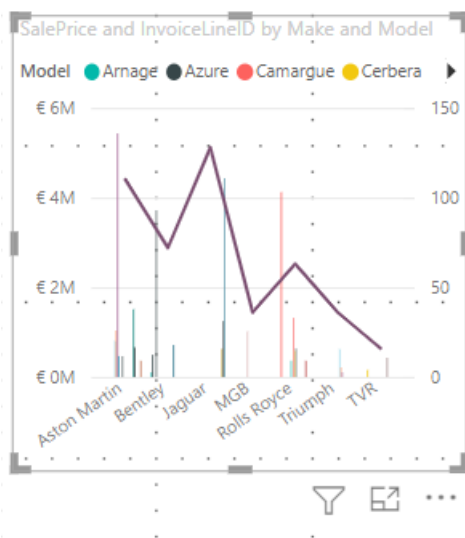 SalePrice and InvoiceLineID by Make and Model
Model Arnage Azure Camargue Cerbera
€ 6M 150
€ 4M 100
€ 2M 50
€ 0M 0
Aston Martin Bentley Jaguar MGB Rolls Royce Triumph TVR